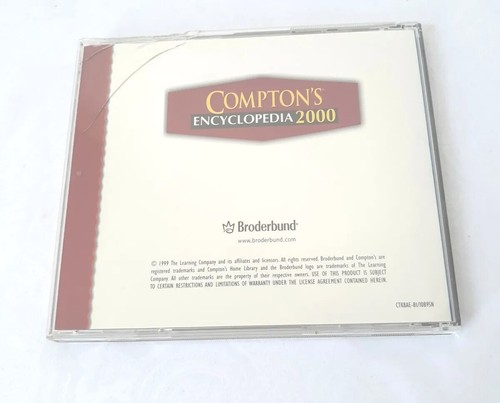 COMPTON'S®
ENCYCLOPEDIA 2000
Broderbund®
www.broderbund.com
© 1999 The Learning Company and its affiliates and licensors. All rights reserved. Broderbund and Compton's are
registered trademarks and Compton's Home Library and the Broderbund logo are trademarks of The Learning
Company. All other trademarks are the property of their respective owners. USE OF THIS PRODUCT IS SUBJECT
TO CERTAIN RESTRICTIONS AND LIMITATIONS OF WARRANTY UNDER THE LICENSE AGREEMENT CONTAINED HEREIN.